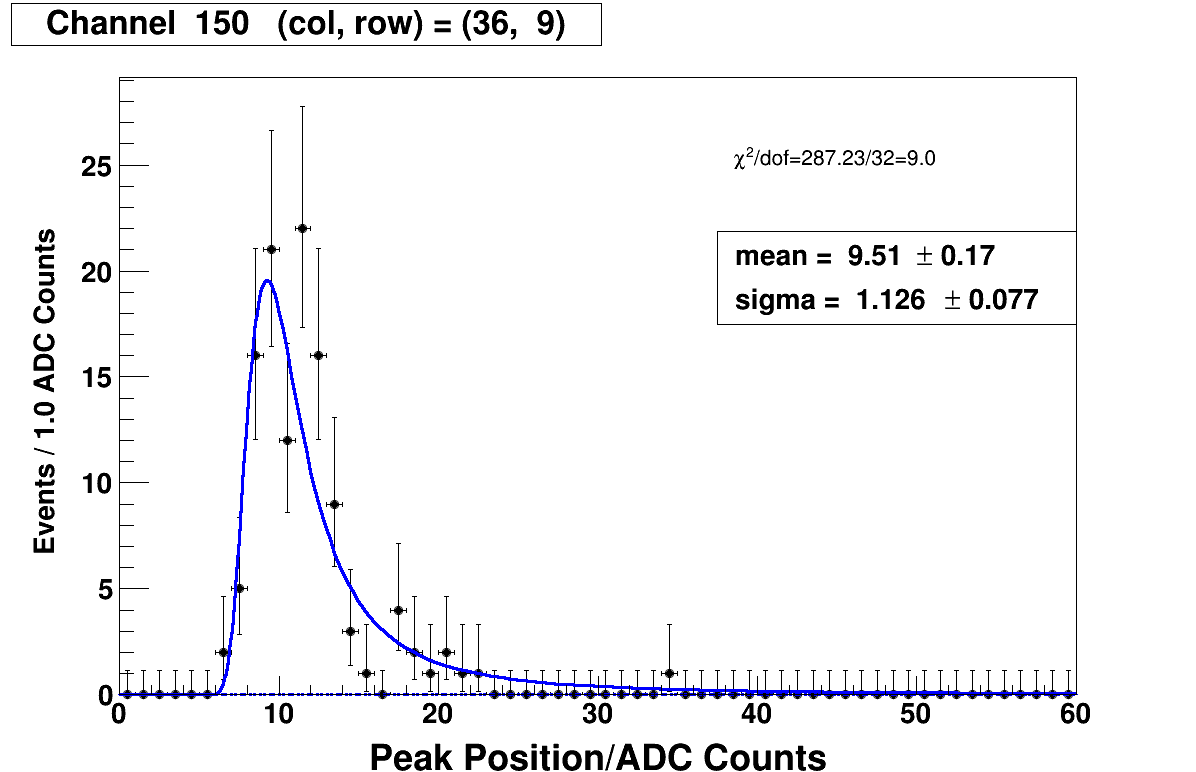 Channel 150 (col, row) = (36, 9)
χ²/dof=287.23/32=9.0
mean = 9.51 ± 0.17
sigma = 1.126 ± 0.077
Events / 1.0 ADC Counts
25
20
15
10
5
0
0 10 20 30 40 50 60
Peak Position/ADC Counts